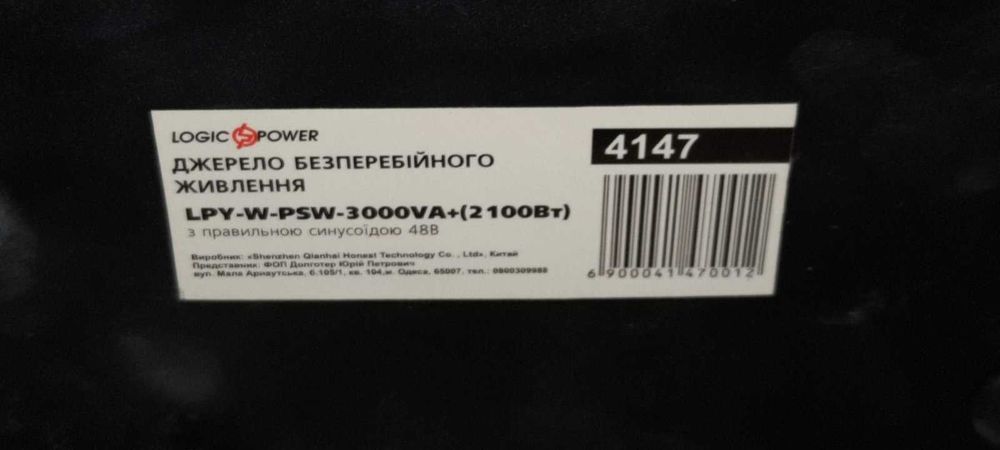 LOGIC POWER
ДЖЕРЕЛО БЕЗПЕРЕБІЙНОГО
ЖИВЛЕННЯ
LPY-W-PSW-3000VA+(2100Вт)
з правильною синусоїдою 48В
Виробник: «Shenzhen Qianhai Honest Technology Co., Ltd», Китай
Представник: ФОП Долготер Юрій Петрович
вул. Мала Арнаутська, б.105/1, кв. 104,м. Одеса, 65007, тел.: 0800309988
4147
6 900041 470012